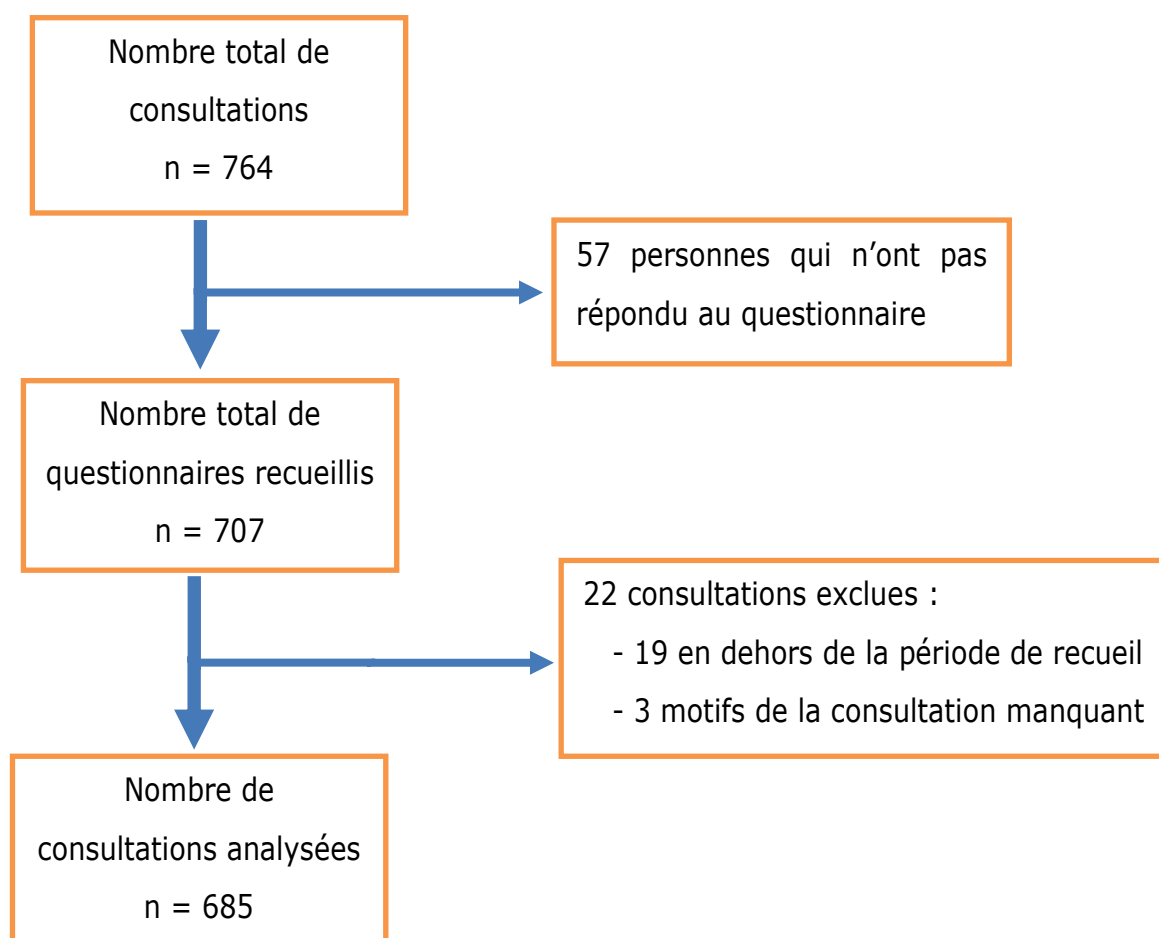 Nombre total de
consultations
n = 764
57 personnes qui n’ont pas
répondu au questionnaire
Nombre total de
questionnaires recueillis
n = 707
22 consultations exclues :
- 19 en dehors de la période de recueil
- 3 motifs de la consultation manquant
Nombre de
consultations analysées
n = 685